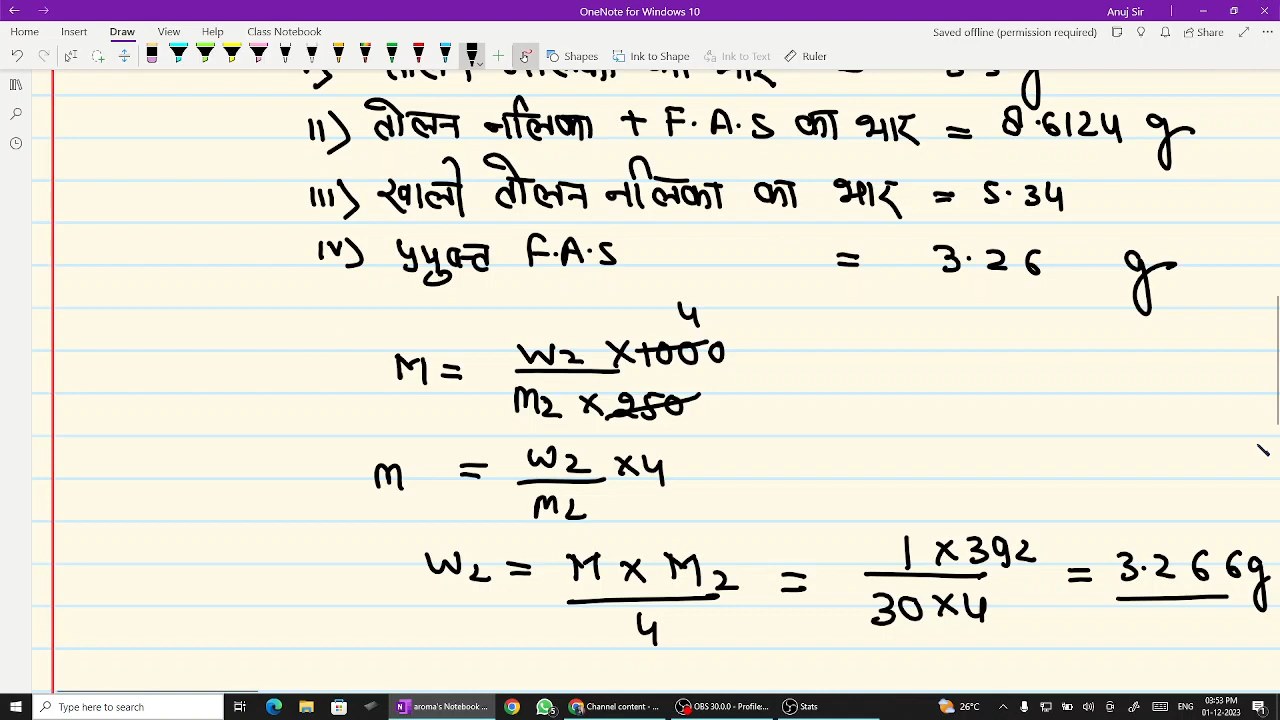 OneNote for Windows 10
Anuj Sir
Home Insert Draw View Help Class Notebook
Saved offline (permission required)
Shapes Ink to Shape Ink to Text Ruler
II) तोलन नलिका + F.A.S का भार = 8.6124 g
III) खाली तोलन नलिका का भार = 5.34
IV) प्रयुक्त F.A.S = 3.26 g
4
M = W2 × 1000
M2 × 250
m = W2 × 4
M2
W2 = M × M2 = 1 × 392 = 3.266g
4 30 × 4
Type here to search
aroma's Notebook ...
5
Channel content - ...
OBS 30.0.0 - Profile...
Stats
26°C
ENG
03:53 PM
01-12-2023